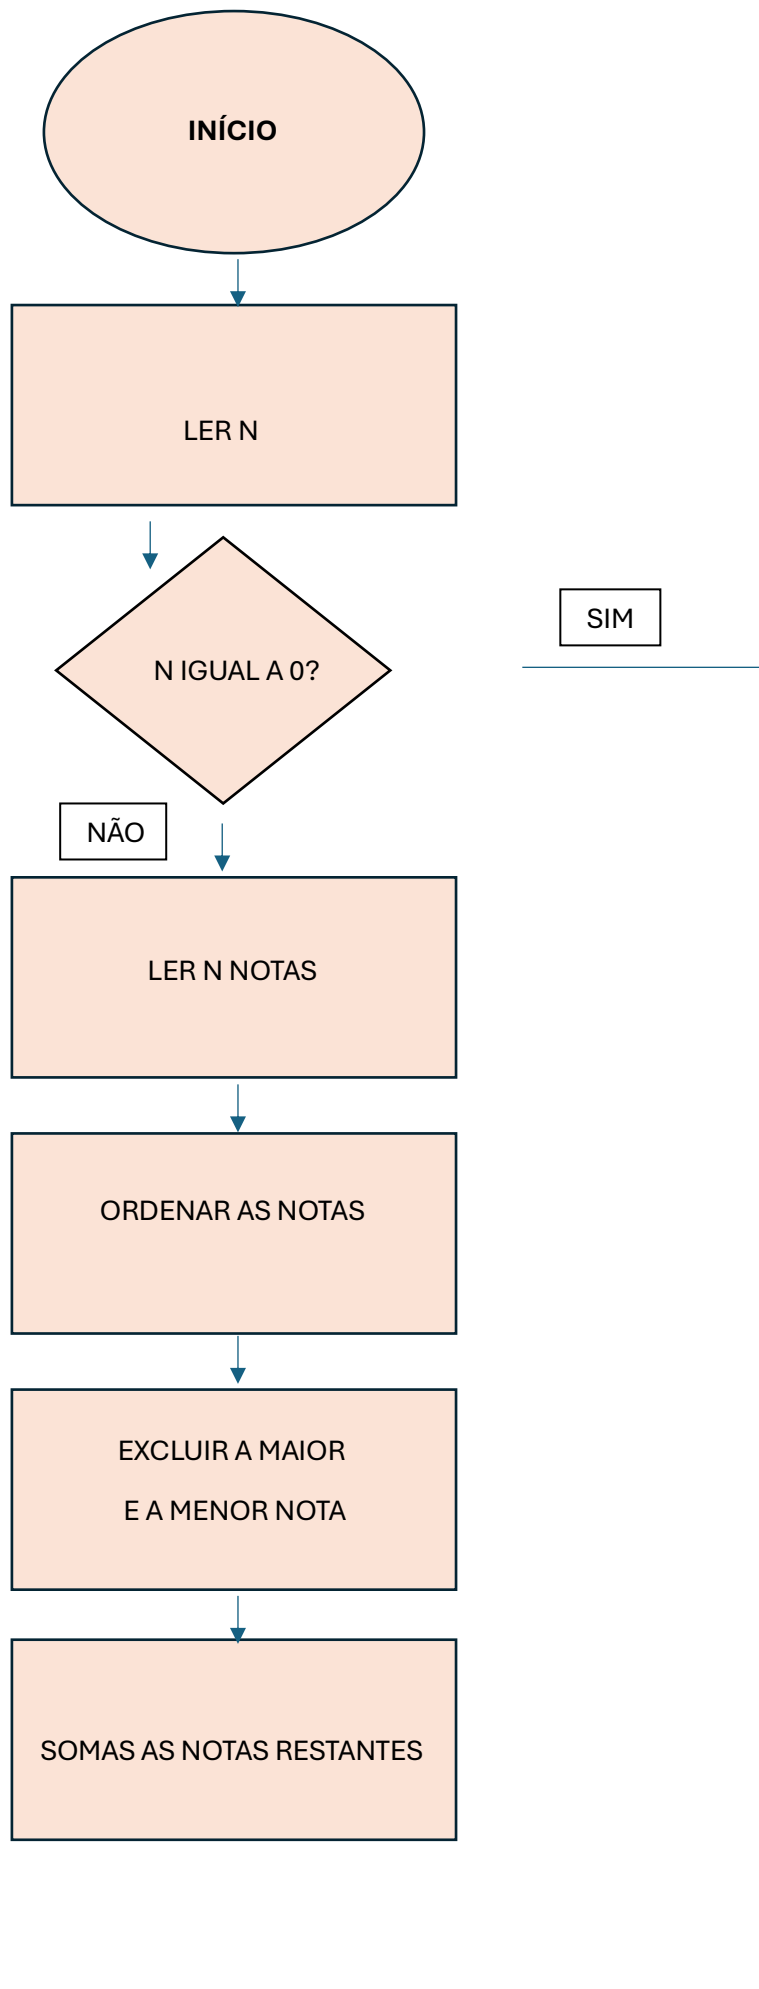 INÍCIO
LER N
SIM
N IGUAL A 0?
NÃO
LER N NOTAS
ORDENAR AS NOTAS
EXCLUIR A MAIOR
E A MENOR NOTA
SOMAS AS NOTAS RESTANTES